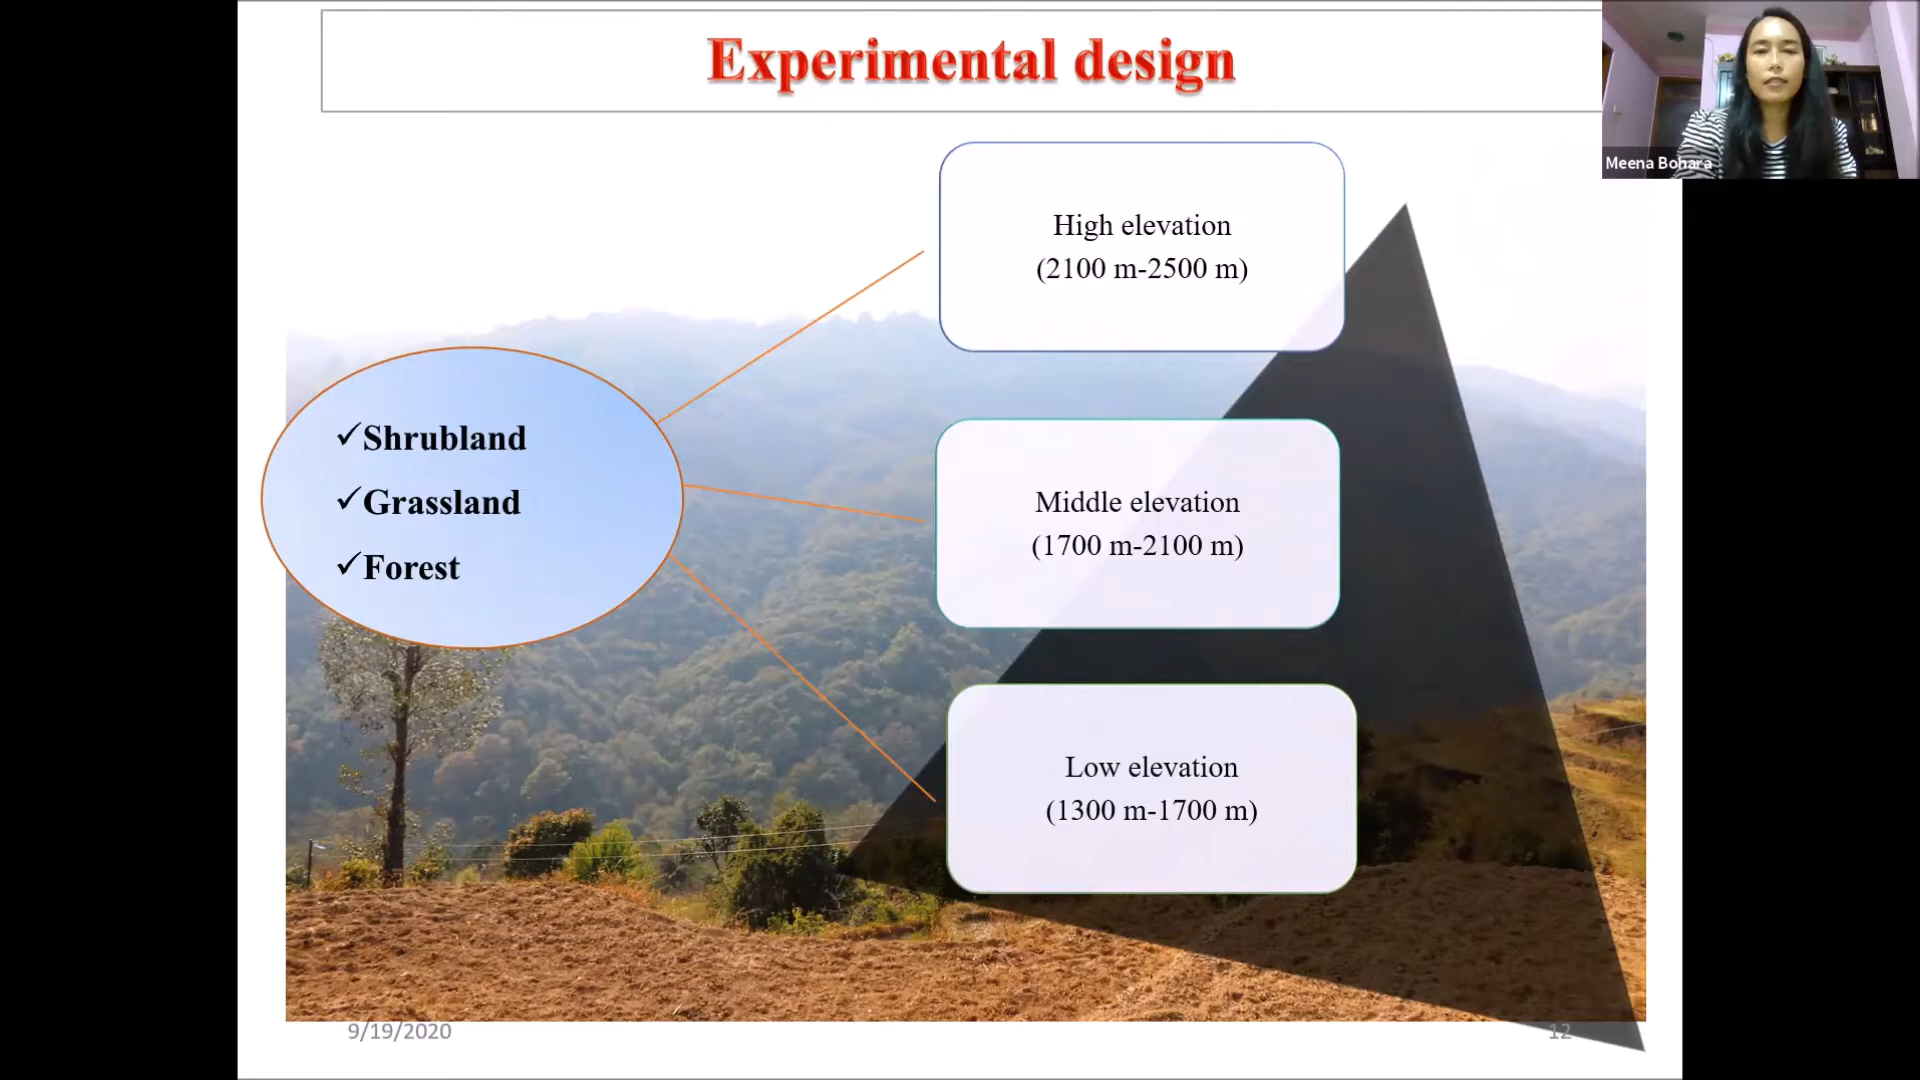 Experimental design
Meena Bohara
High elevation
(2100 m-2500 m)
✓Shrubland
✓Grassland
✓Forest
Middle elevation
(1700 m-2100 m)
Low elevation
(1300 m-1700 m)
9/19/2020
12